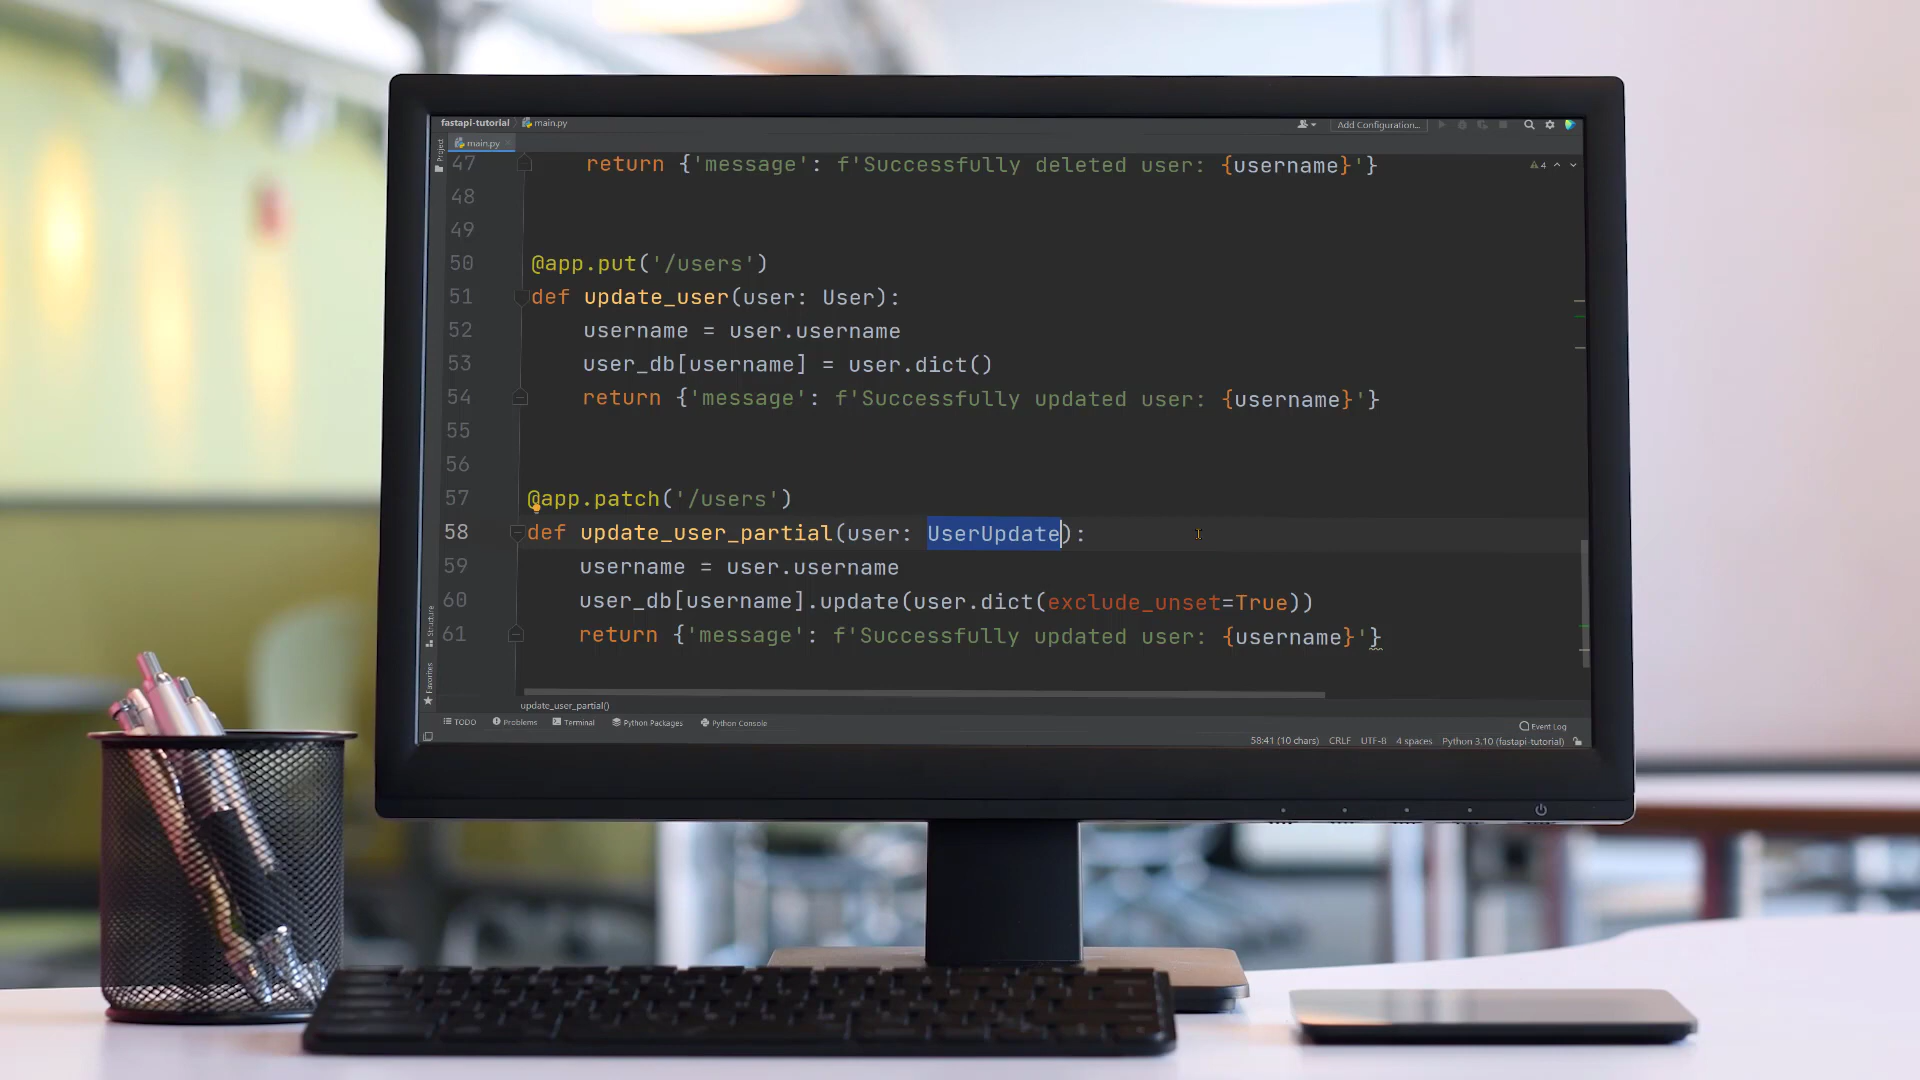 fastapi-tutorial main.py
Add Configuration...
Project
main.py
47 return {'message': f'Successfully deleted user: {username}'}
4
48
49
50 @app.put('/users')
51 def update_user(user: User):
52 username = user.username
53 user_db[username] = user.dict()
54 return {'message': f'Successfully updated user: {username}'}
55
56
57 @app.patch('/users')
58 def update_user_partial(user: UserUpdate):
59 username = user.username
60 user_db[username].update(user.dict(exclude_unset=True))
61 return {'message': f'Successfully updated user: {username}'}
Structure
Favorites
update_user_partial()
TODO Problems Terminal Python Packages Python Console Event Log
58:41 (10 chars) CRLF UTF-8 4 spaces Python 3.10 (fastapi-tutorial)